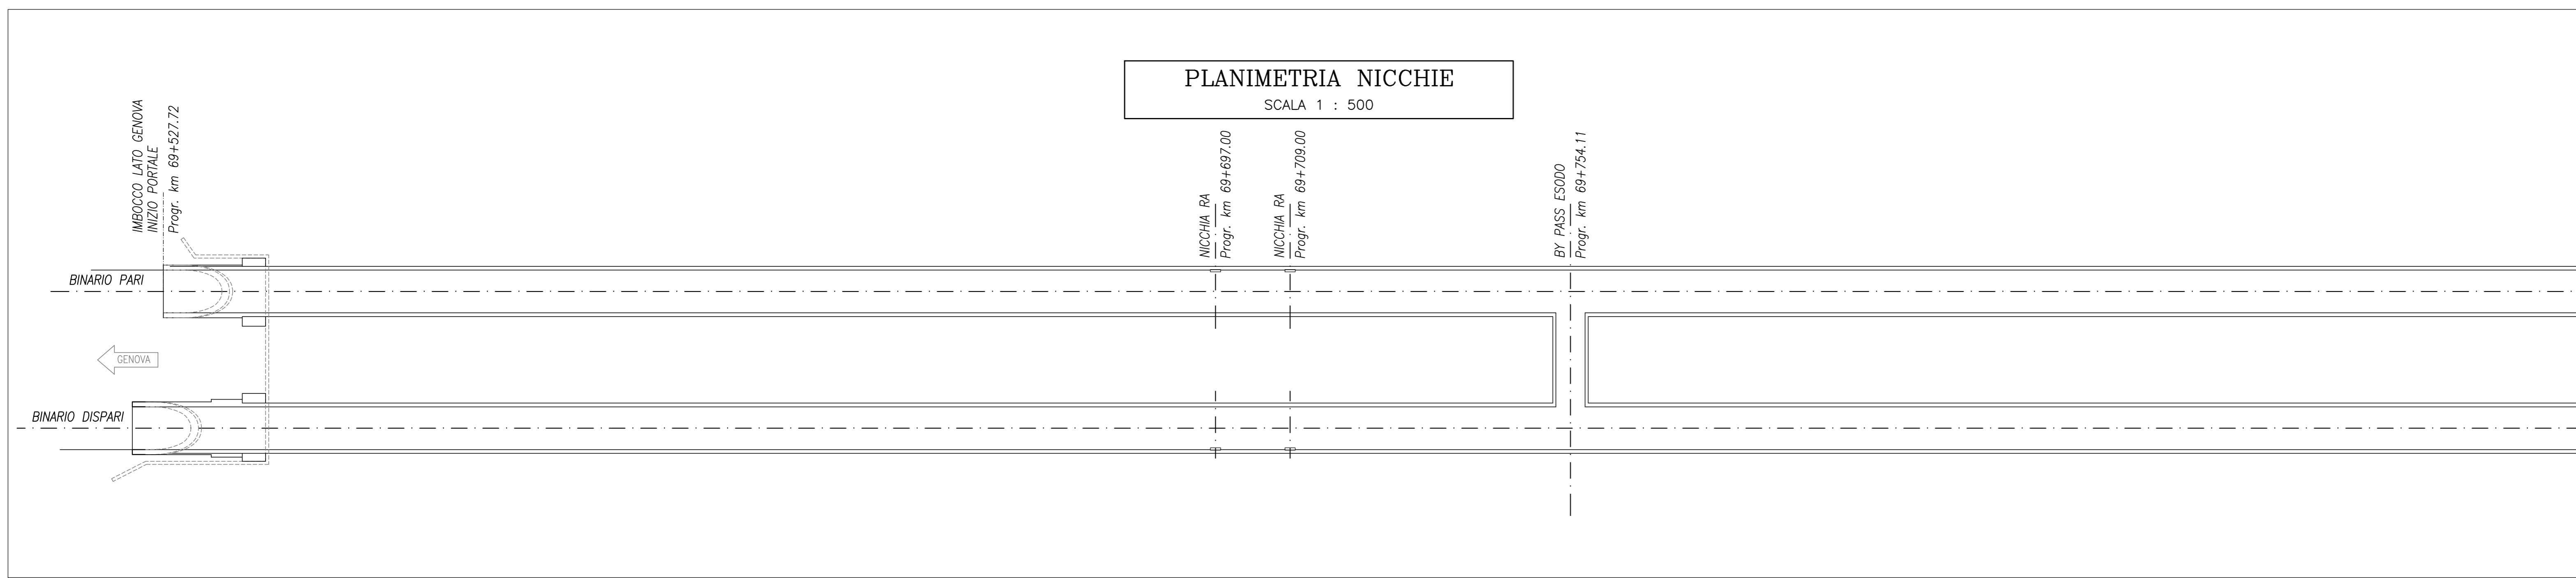 PLANIMETRIA NICCHIE
SCALA 1 : 500
IMBOCCO LATO GENOVA
INIZIO PORTALE
Progr. km 69+527.72
NICCHIA RA
Progr. km 69+697.00
NICCHIA RA
Progr. km 69+709.00
BY PASS ESODO
Progr. km 69+754.11
BINARIO PARI
GENOVA
BINARIO DISPARI